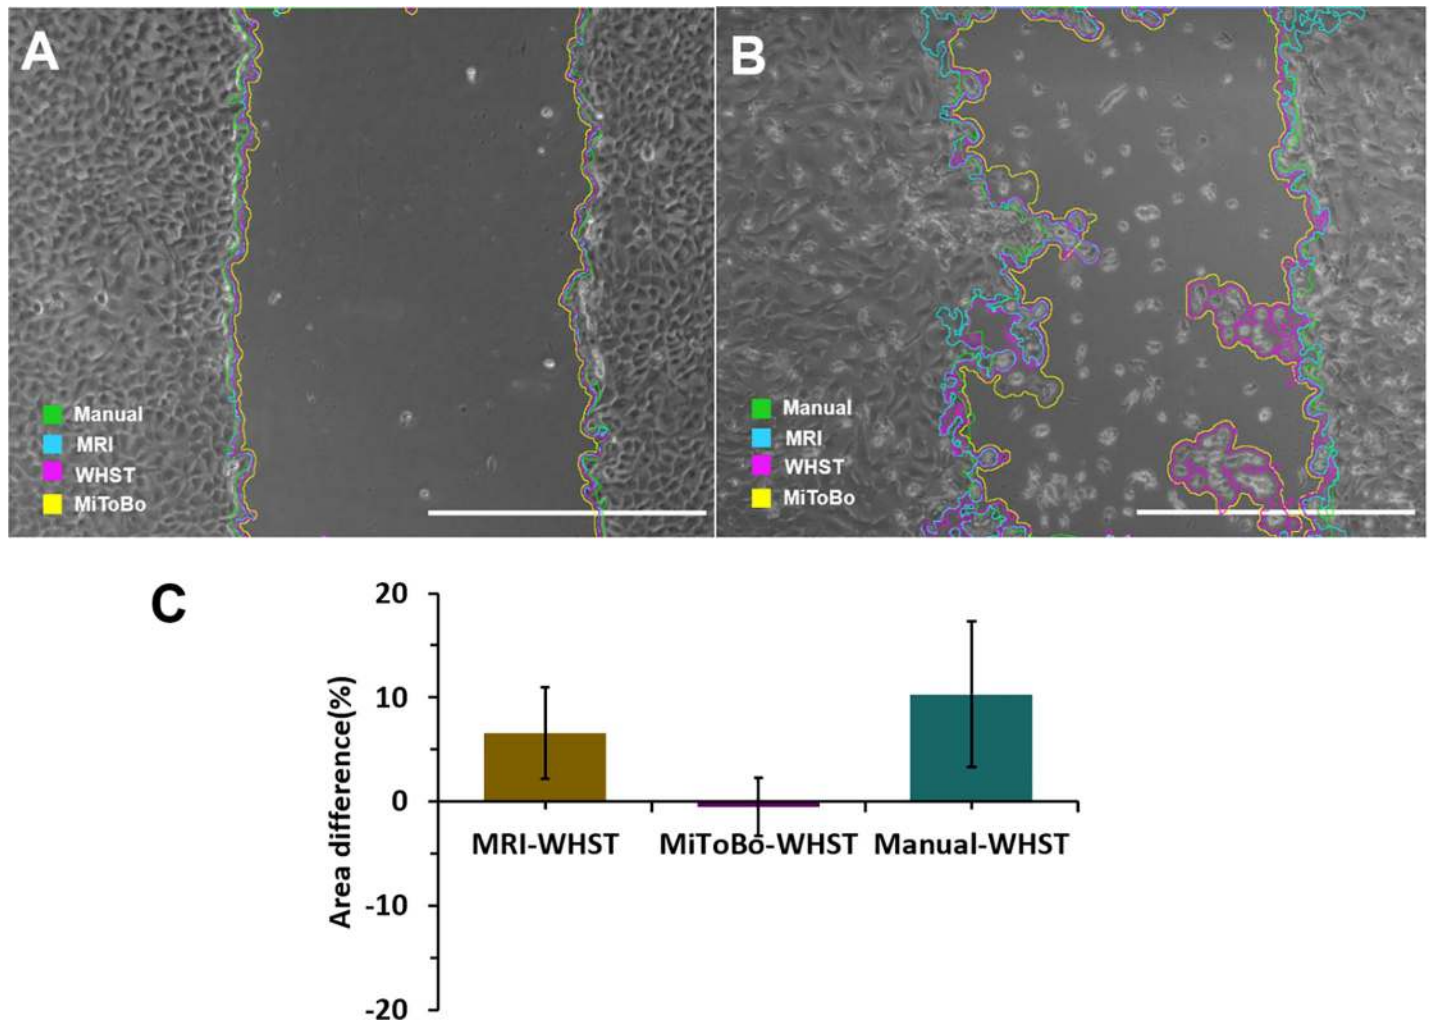 A
Manual
MRI
WHST
MiToBo
B
Manual
MRI
WHST
MiToBo
C
20
10
0
-10
-20
Area difference(%)
MRI-WHST
MiToBo-WHST
Manual-WHST